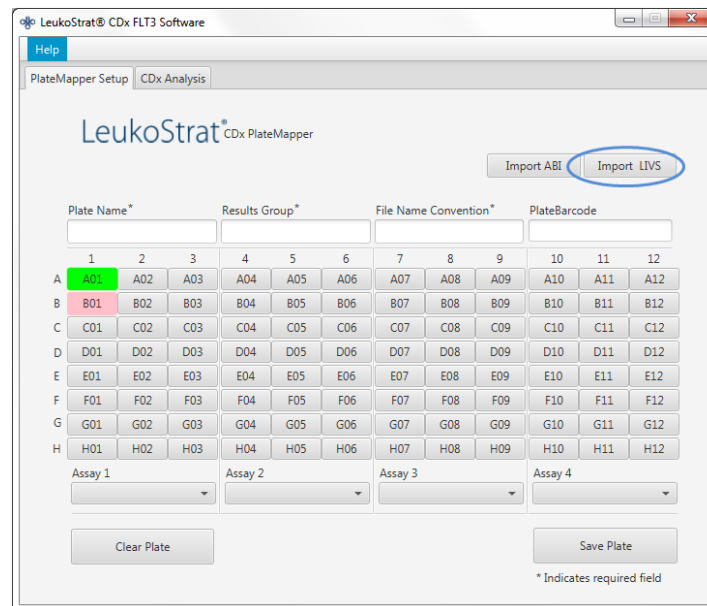 LeukoStrat® CDx FLT3 Software
Help
PlateMapper Setup CDx Analysis
LeukoStrat® CDx PlateMapper
Import ABI Import LIVS
Plate Name* Results Group* File Name Convention* PlateBarcode
1 2 3 4 5 6 7 8 9 10 11 12
A A01 A02 A03 A04 A05 A06 A07 A08 A09 A10 A11 A12
B B01 B02 B03 B04 B05 B06 B07 B08 B09 B10 B11 B12
C C01 C02 C03 C04 C05 C06 C07 C08 C09 C10 C11 C12
D D01 D02 D03 D04 D05 D06 D07 D08 D09 D10 D11 D12
E E01 E02 E03 E04 E05 E06 E07 E08 E09 E10 E11 E12
F F01 F02 F03 F04 F05 F06 F07 F08 F09 F10 F11 F12
G G01 G02 G03 G04 G05 G06 G07 G08 G09 G10 G11 G12
H H01 H02 H03 H04 H05 H06 H07 H08 H09 H10 H11 H12
Assay 1 Assay 2 Assay 3 Assay 4
Clear Plate Save Plate
* Indicates required field